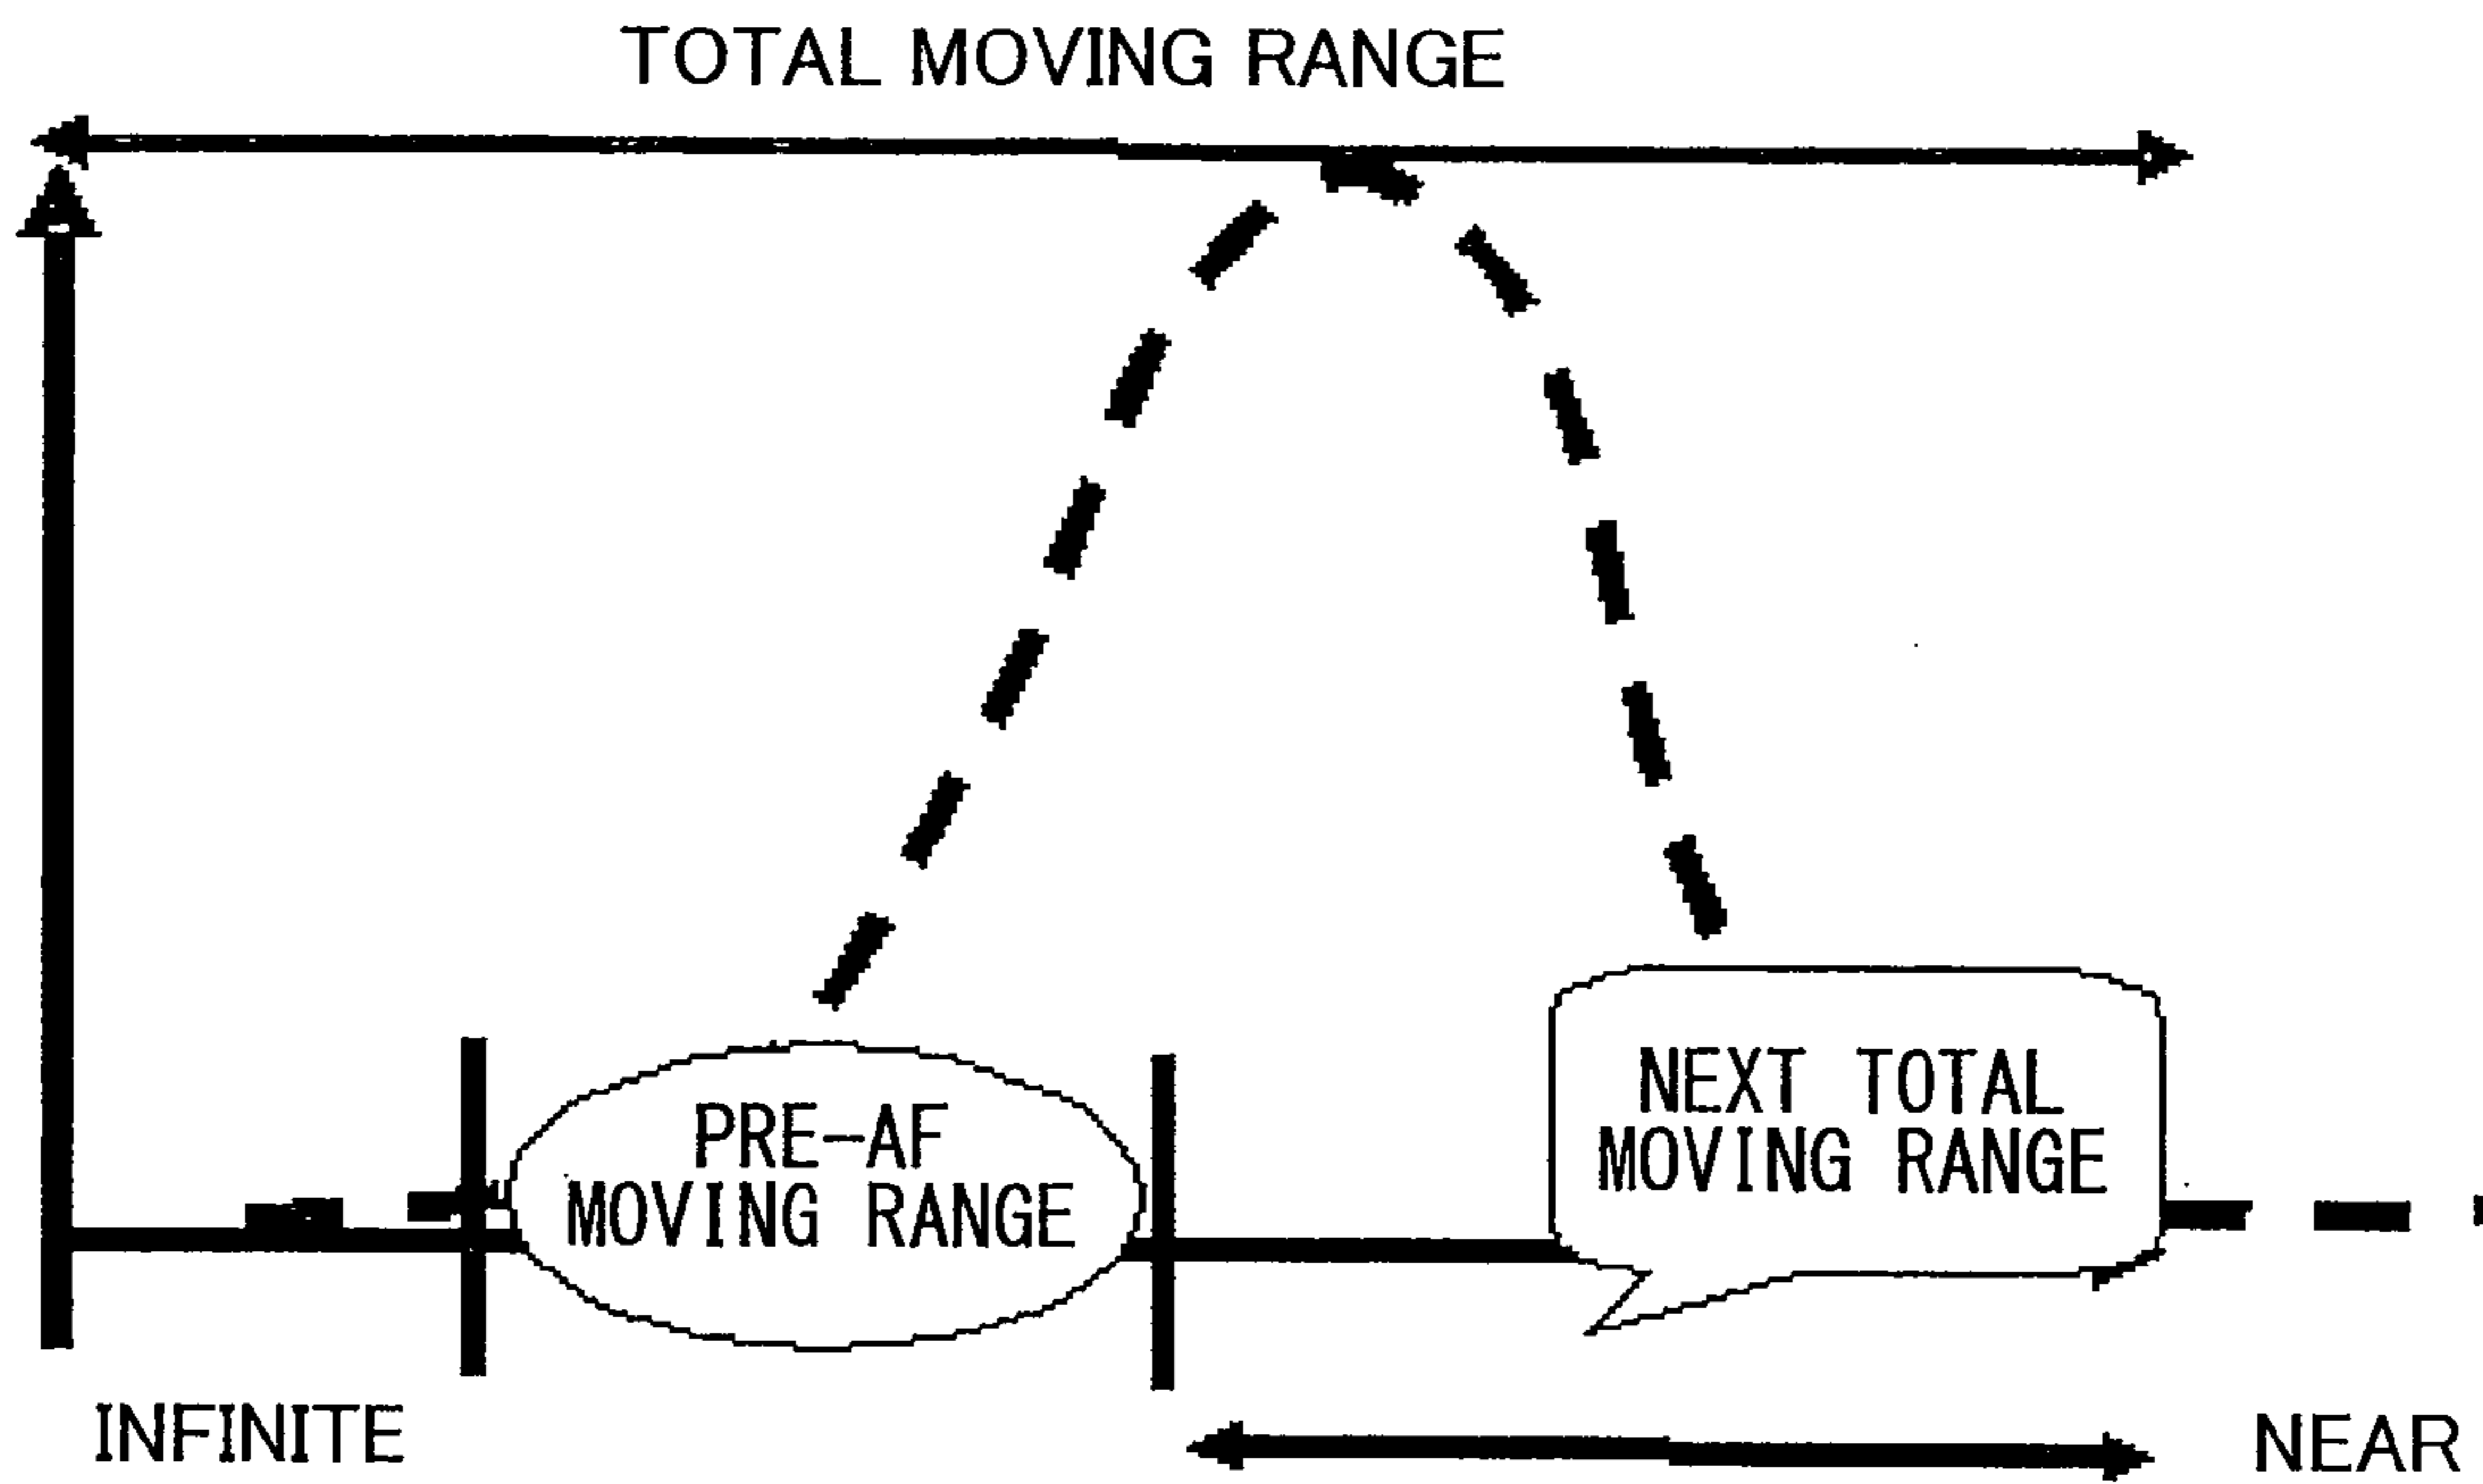 TOTAL MOVING RANGE
PRE-AF
MOVING RANGE
NEXT TOTAL
MOVING RANGE
INFINITE
NEAR